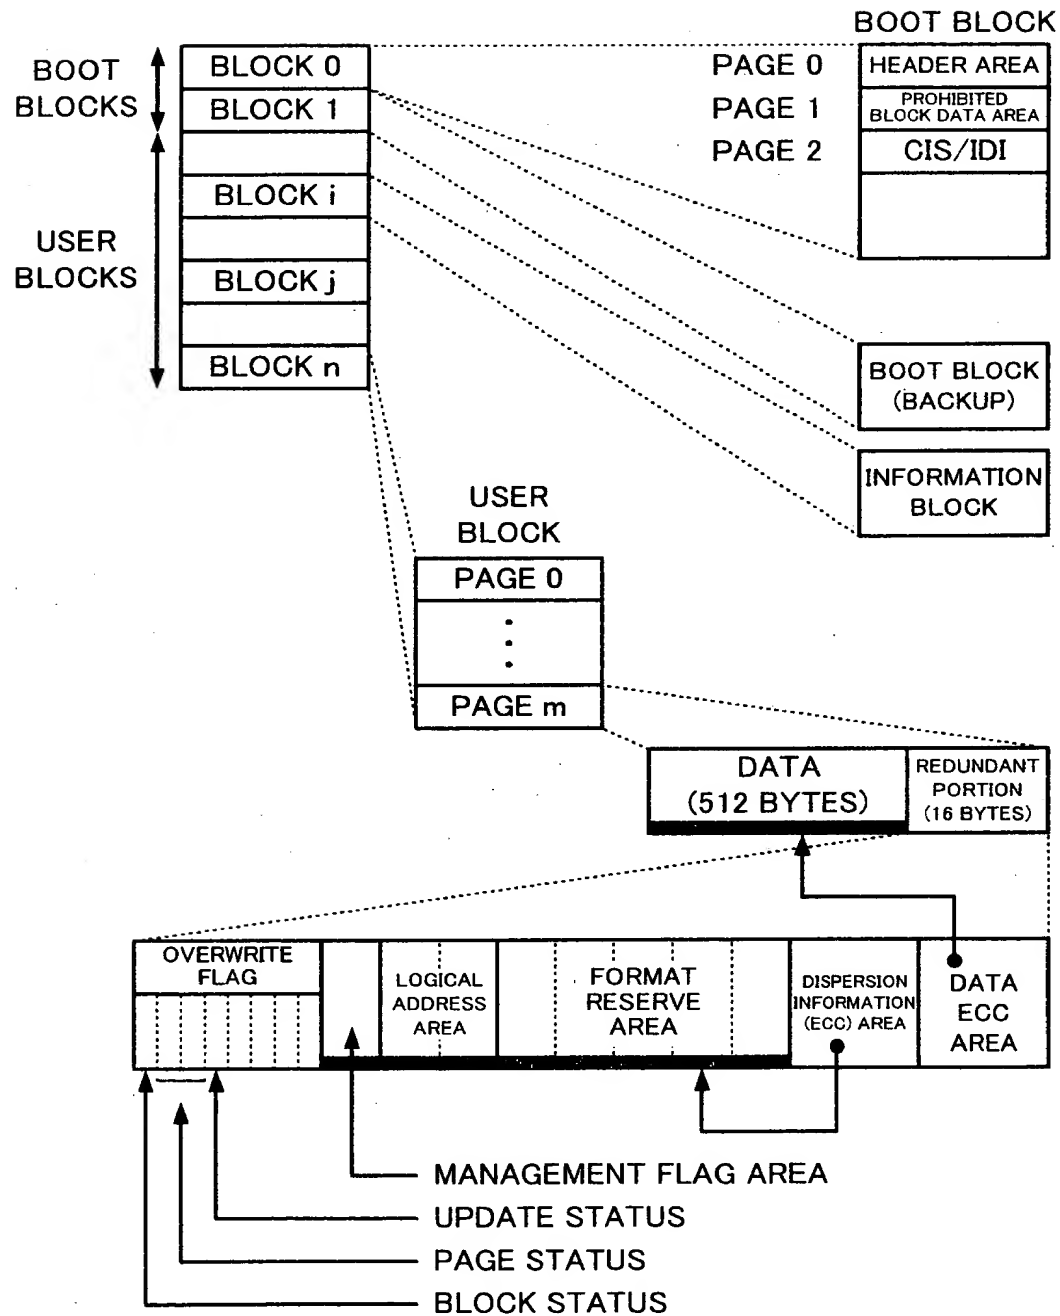 BOOT BLOCK
BOOT
BLOCKS
BLOCK 0
BLOCK 1
PAGE 0
HEADER AREA
PAGE 1
PROHIBITED
BLOCK DATA AREA
PAGE 2
CIS/IDI
USER
BLOCKS
BLOCK i
BLOCK j
BLOCK n
BOOT BLOCK
(BACKUP)
INFORMATION
BLOCK
USER
BLOCK
PAGE 0
PAGE m
DATA
(512 BYTES)
REDUNDANT
PORTION
(16 BYTES)
OVERWRITE
FLAG
LOGICAL
ADDRESS
AREA
FORMAT
RESERVE
AREA
DISPERSION
INFORMATION
(ECC) AREA
DATA
ECC
AREA
MANAGEMENT FLAG AREA
UPDATE STATUS
PAGE STATUS
BLOCK STATUS